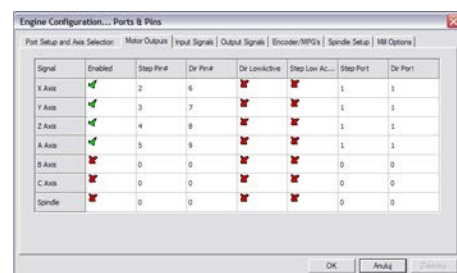 Engine Configuration... Ports & Pins
Port Setup and Axis Selection Motor Outputs Input Signals Output Signals Encoder/MPG's Spindle Setup Mill Options
Signal Enabled Step Pin# Dir Pin# Dir LowActive Step Low Ac... Step Port Dir Port
X Axis 2 6 1 1
Y Axis 3 7 1 1
Z Axis 4 8 1 1
A Axis 5 9 1 1
B Axis 0 0 0 0
C Axis 0 0 0 0
Spindle 0 0 0 0
OK Anuluj Zastosuj